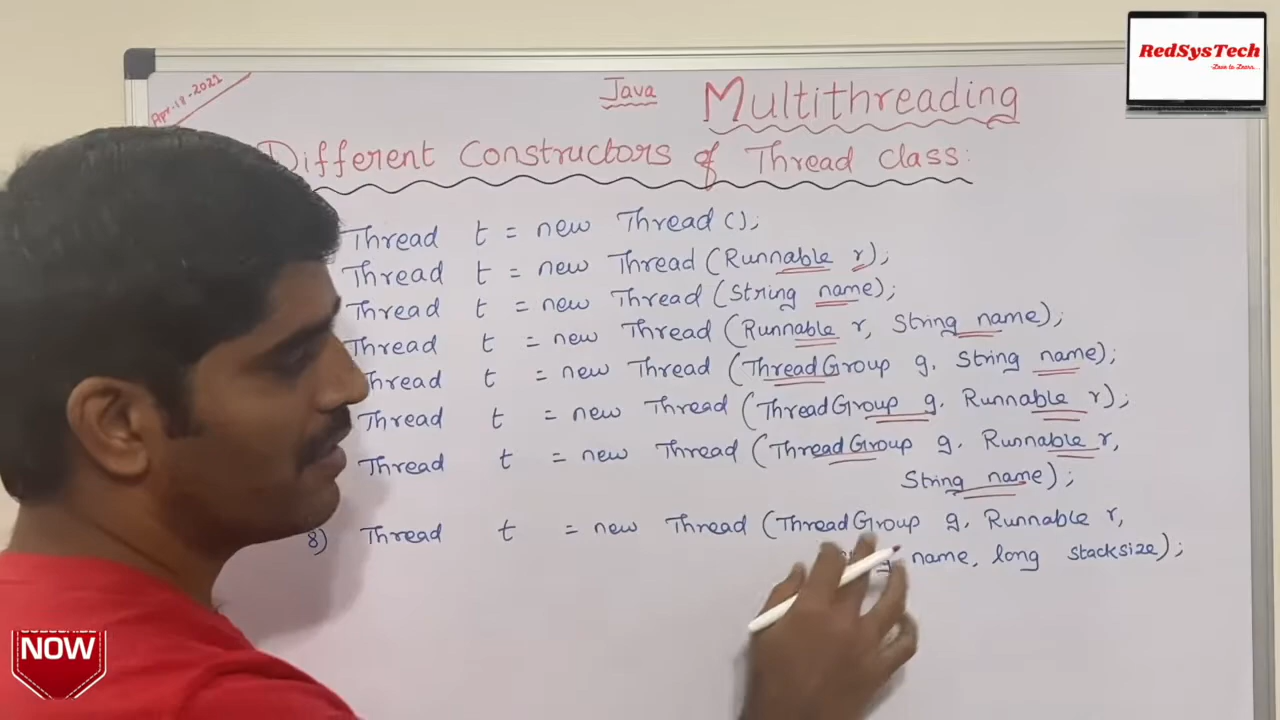 RedSysTech
Apr-13-2021
Java Multithreading
Different Constructors of Thread class:
Thread t = new Thread ();
Thread t = new Thread (Runnable r);
Thread t = new Thread (String name);
Thread t = new Thread (Runnable r, String name);
Thread t = new Thread (ThreadGroup g, String name);
Thread t = new Thread (ThreadGroup g, Runnable r);
Thread t = new Thread (ThreadGroup g, Runnable r,
String name);
8) Thread t = new Thread (ThreadGroup g, Runnable r,
name, long stacksize);
NOW